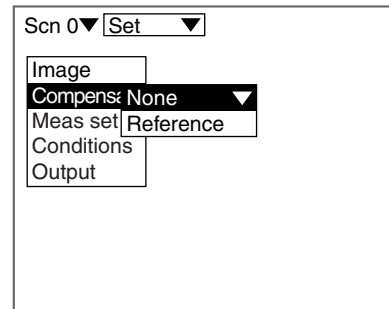 Scn 0▼ Set ▼
Image
Compensa None ▼
Meas set Reference
Conditions
Output